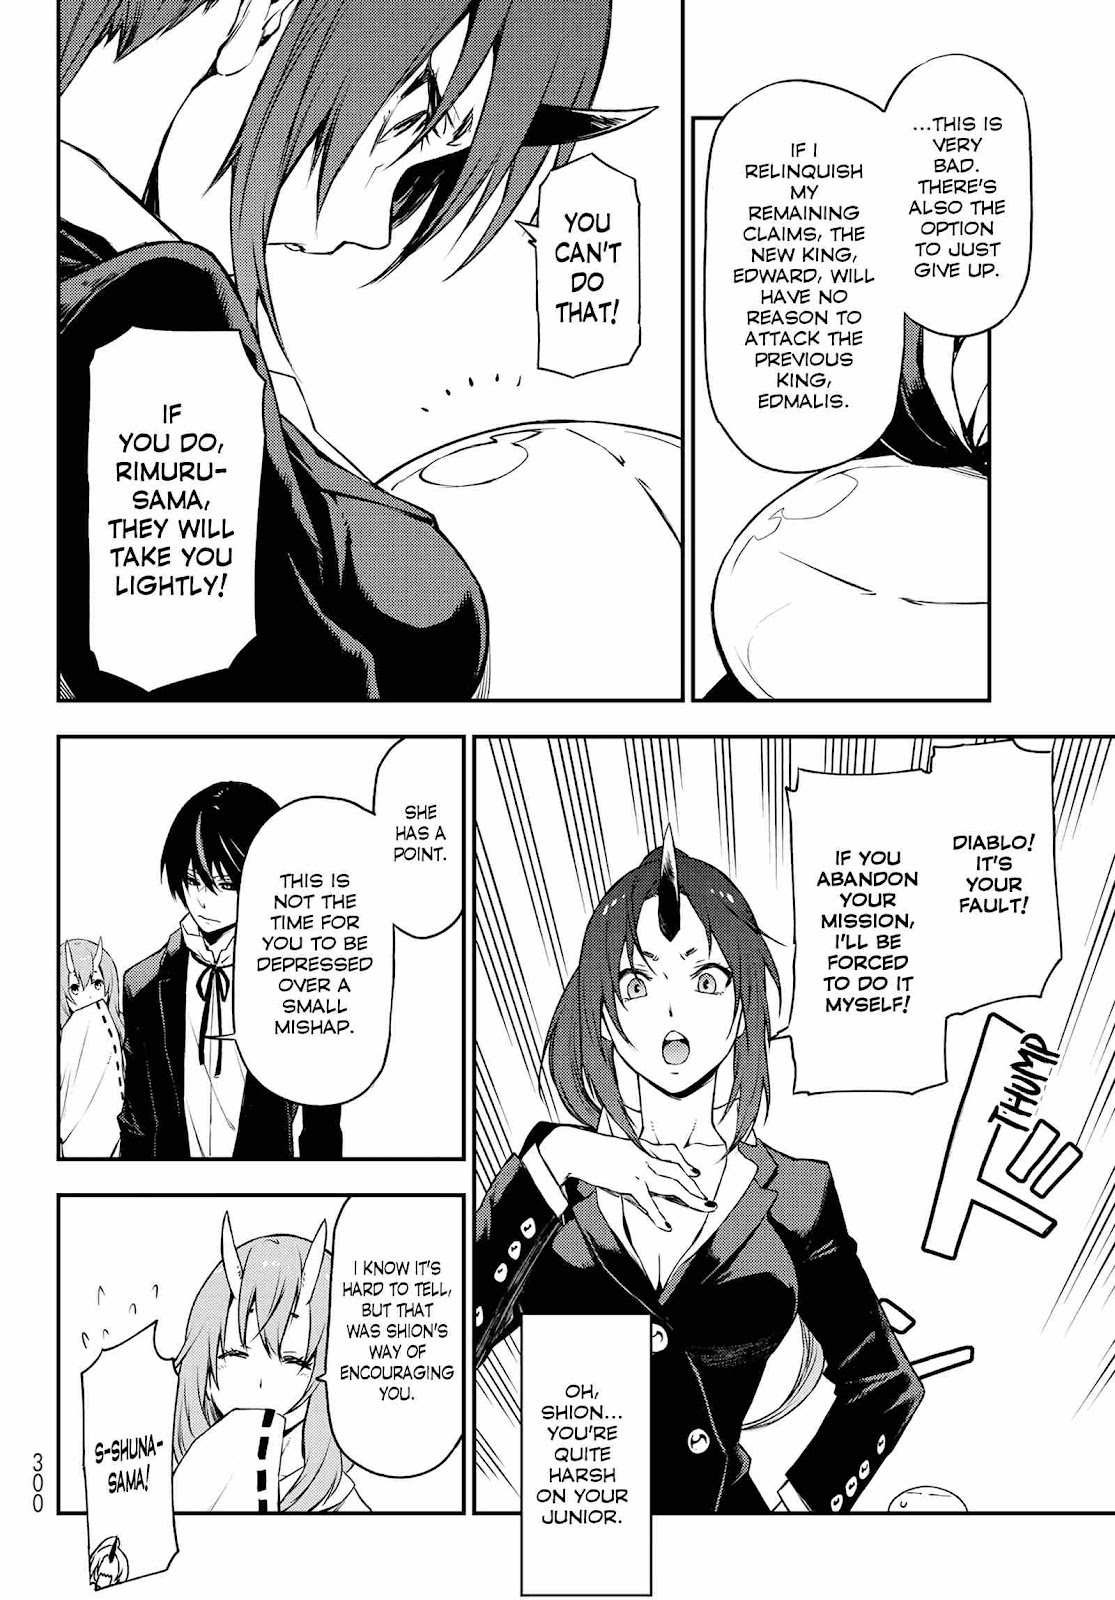 ...THIS IS
VERY
BAD.
THERE'S
ALSO THE
OPTION
TO JUST
GIVE UP.
IF I
RELINQUISH
MY
REMAINING
CLAIMS, THE
NEW KING,
EDWARD, WILL
HAVE NO
REASON TO
ATTACK THE
PREVIOUS
KING,
EDMALIS.
YOU
CAN'T
DO
THAT!
IF
YOU DO,
RIMURU-
SAMA,
THEY WILL
TAKE YOU
LIGHTLY!
DIABLO!
IT'S
YOUR
FAULT!
IF YOU
ABANDON
YOUR
MISSION,
I'LL BE
FORCED
TO DO IT
MYSELF!
THUMP
OH,
SHION...
YOU'RE
QUITE
HARSH
ON YOUR
JUNIOR.
SHE
HAS A
POINT.
THIS IS
NOT THE
TIME FOR
YOU TO BE
DEPRESSED
OVER A
SMALL
MISHAP.
I KNOW IT'S
HARD TO TELL,
BUT THAT
WAS SHION'S
WAY OF
ENCOURAGING
YOU.
S-SHUNA-
SAMA!
300